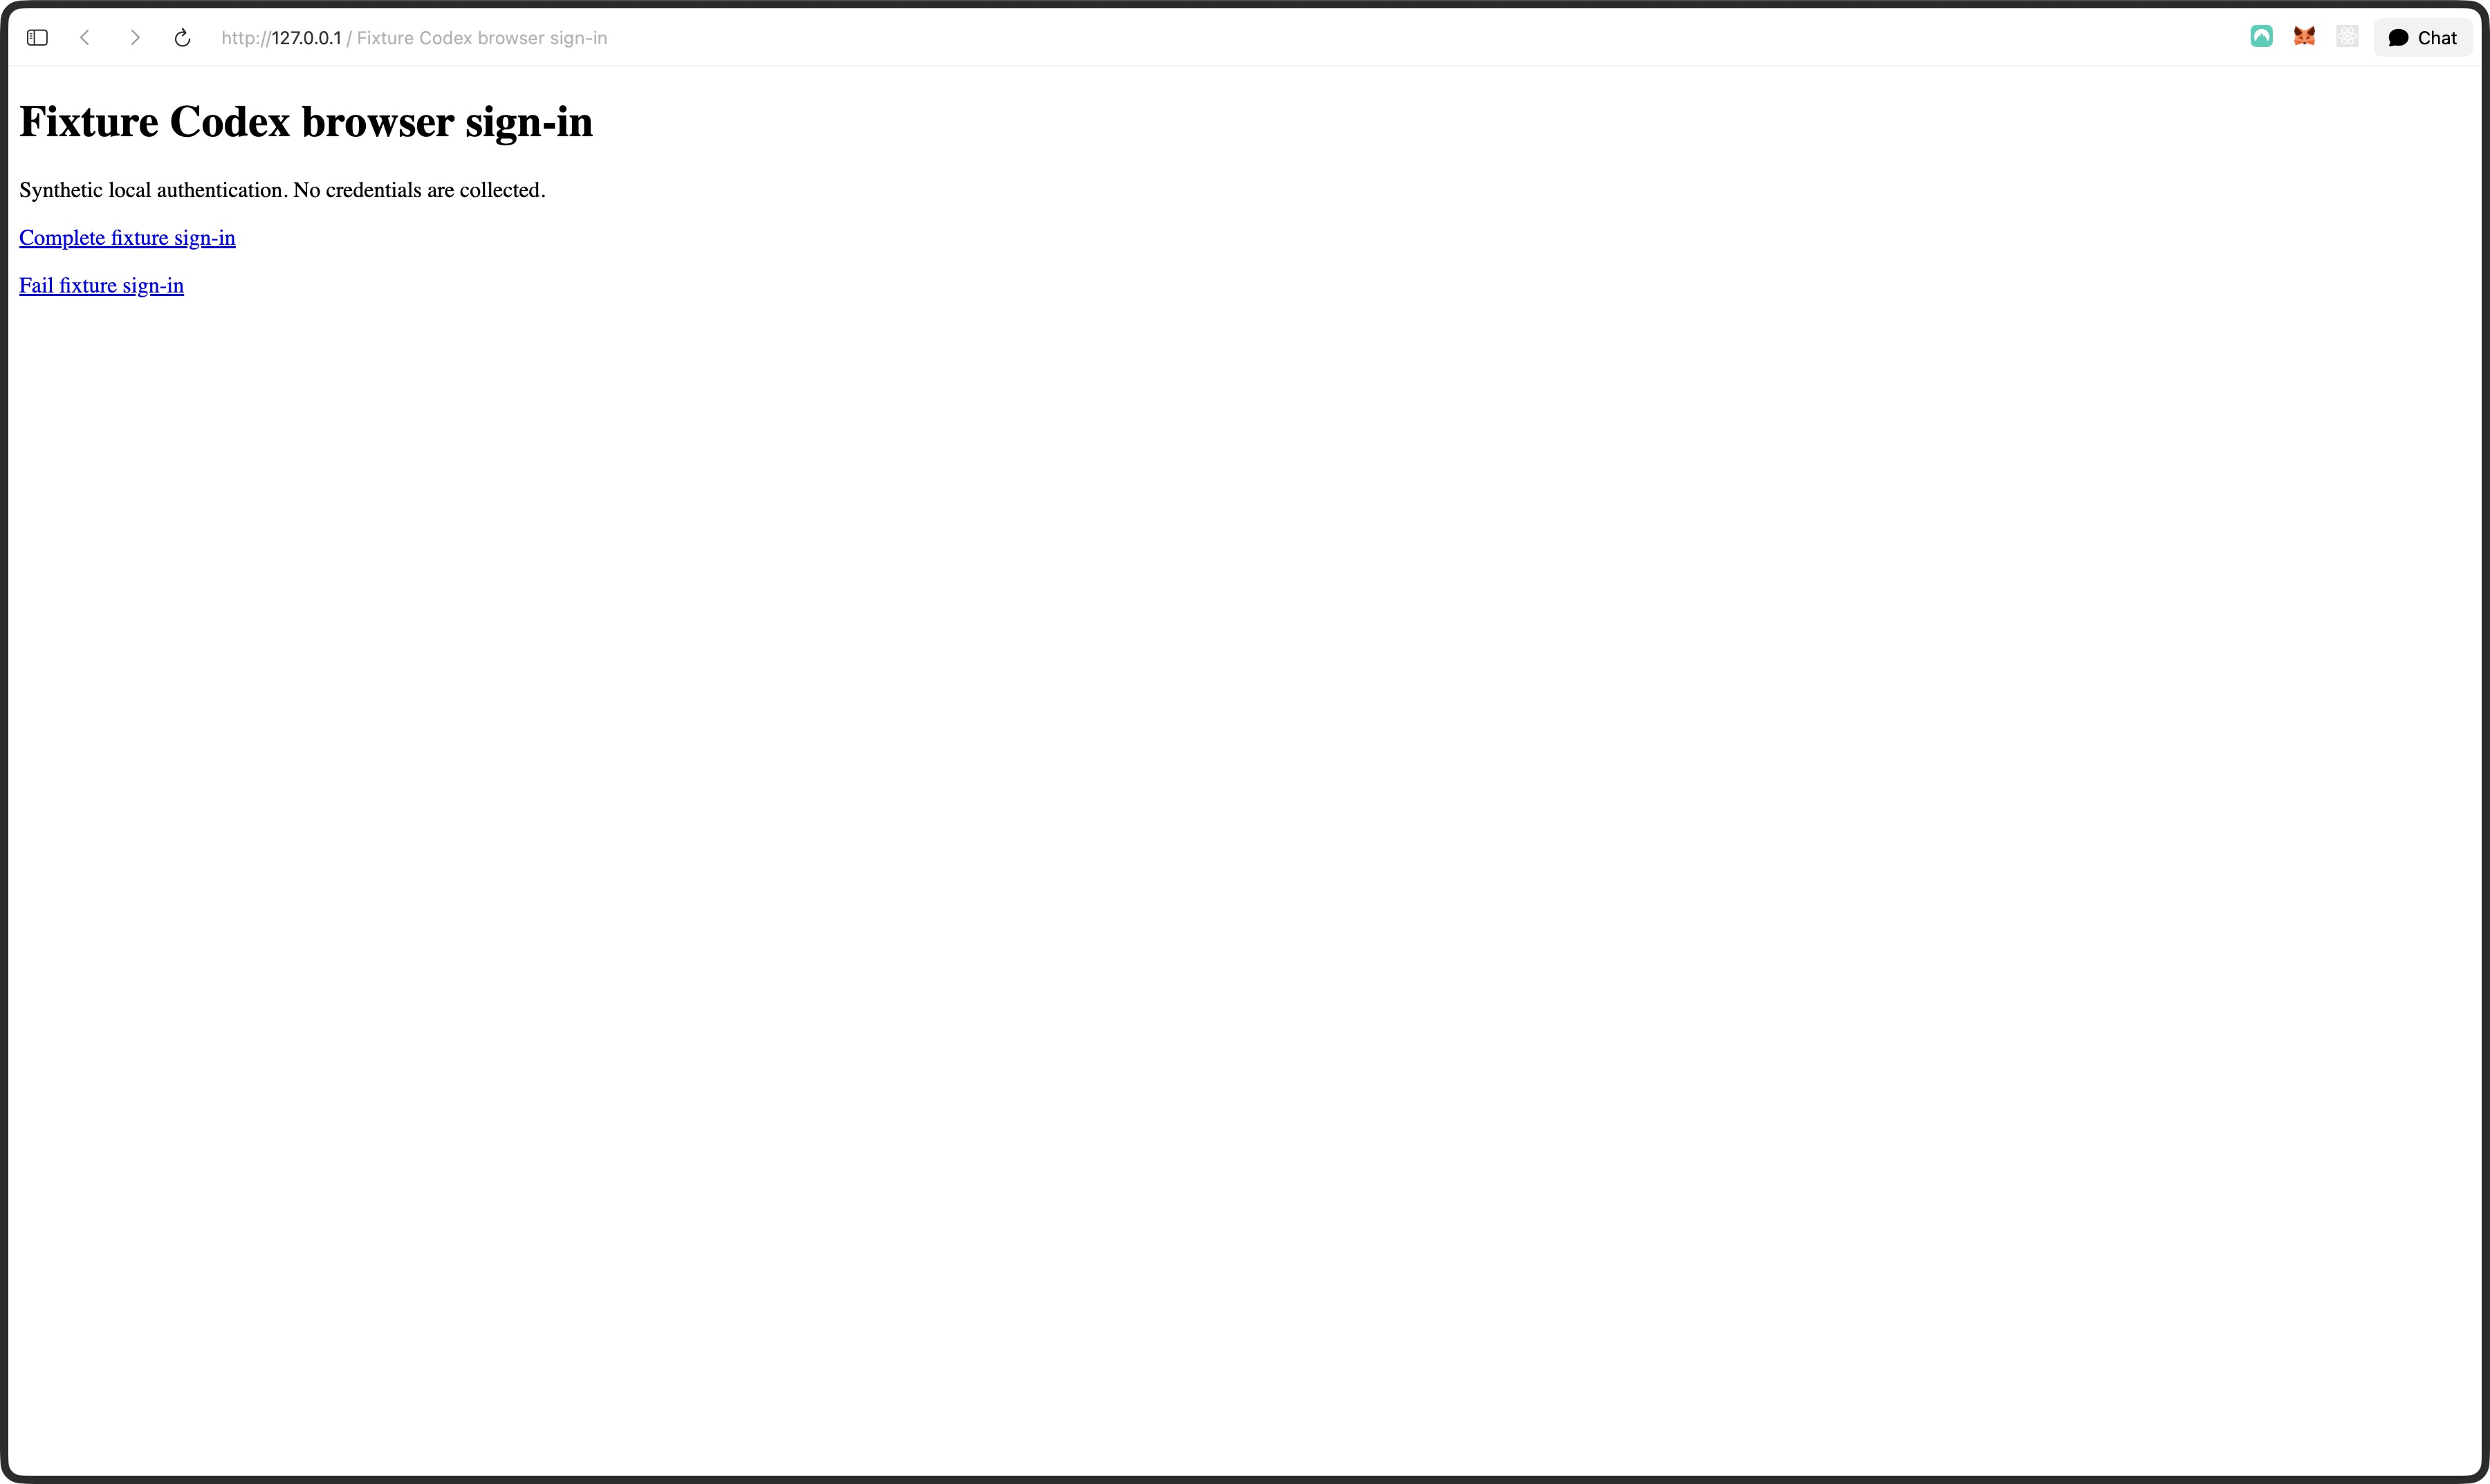 http://127.0.0.1 / Fixture Codex browser sign-in
Chat
Fixture Codex browser sign-in
Synthetic local authentication. No credentials are collected.
Complete fixture sign-in
Fail fixture sign-in